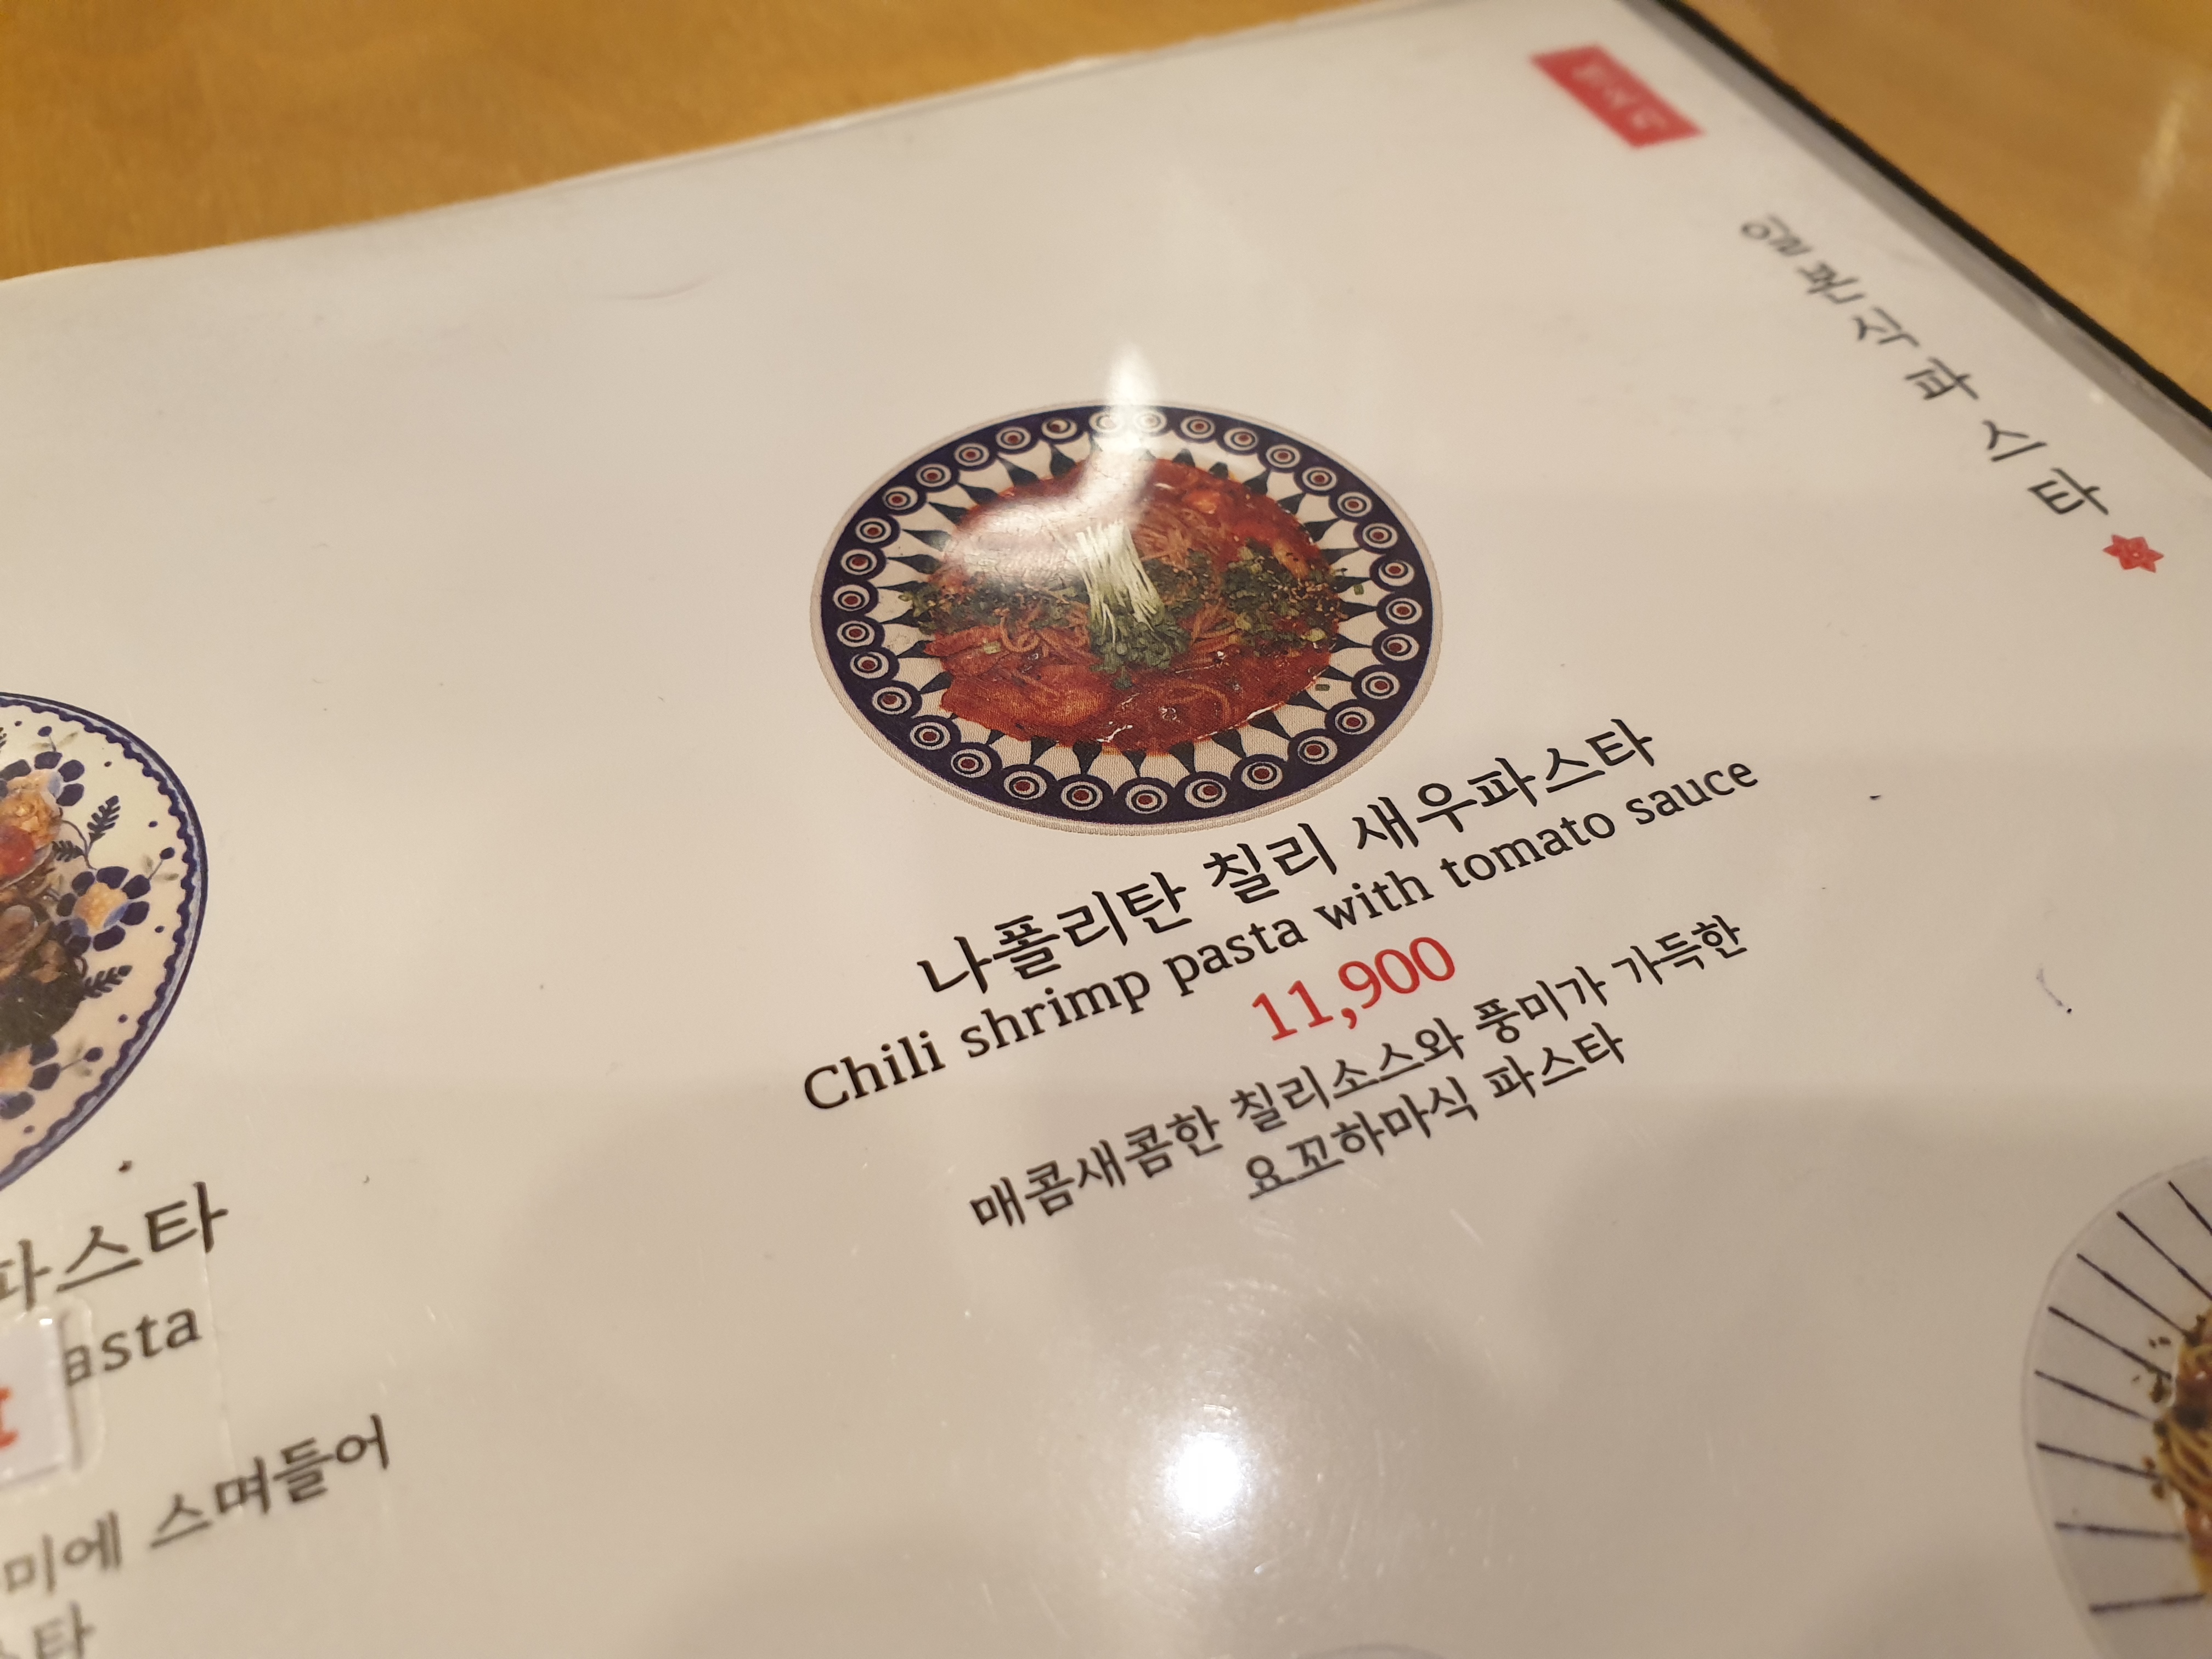 일본식파스타
나폴리탄 칠리 새우파스타
Chili shrimp pasta with tomato sauce
11,900
매콤새콤한 칠리소스와 풍미가 가득한
요꼬하마식 파스타
파스타
asta
미에 스며들어
스타